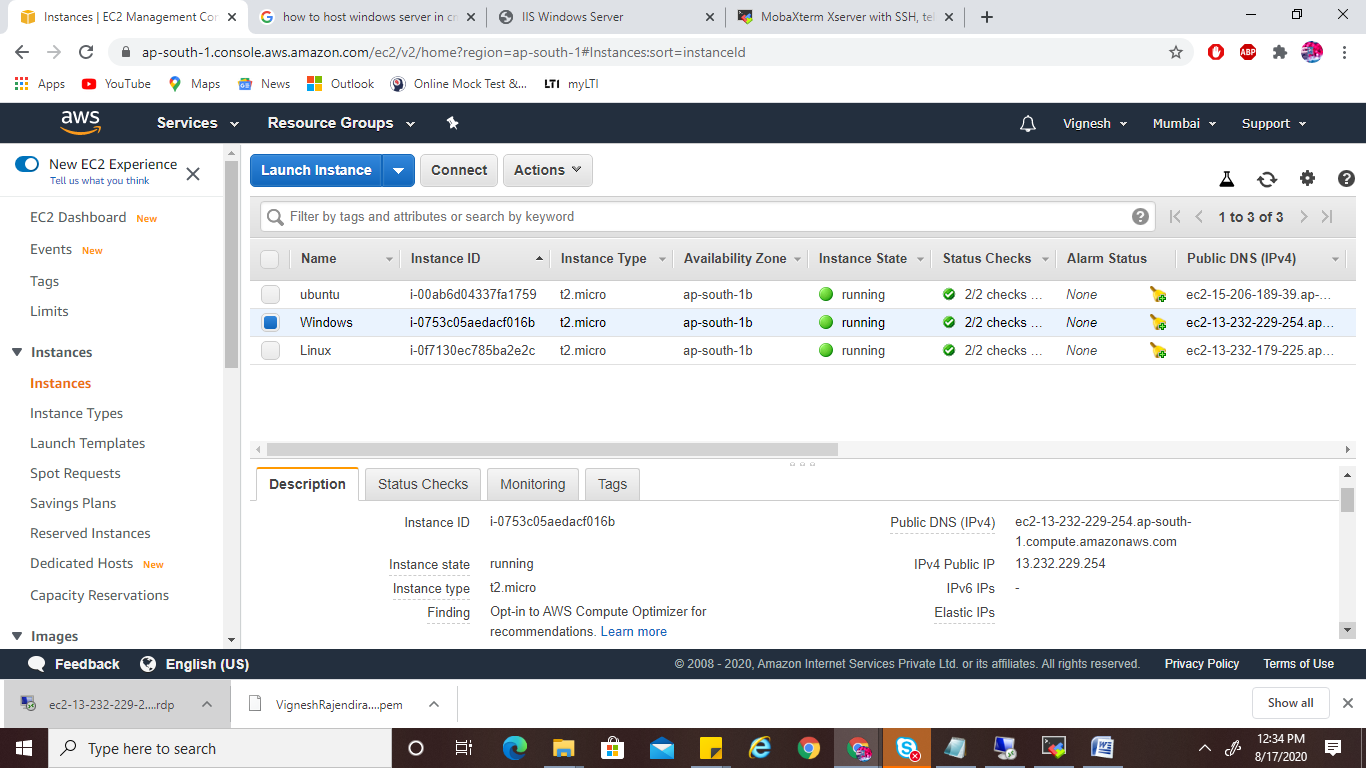 Instances | EC2 Management Con
how to host windows server in cm
IIS Windows Server
MobaXterm Xserver with SSH, tel
ap-south-1.console.aws.amazon.com/ec2/v2/home?region=ap-south-1#Instances:sort=instanceId
ABP
Apps
YouTube
Maps
News
Outlook
Online Mock Test &...
LTI myLTI
aws
Services
Resource Groups
Vignesh
Mumbai
Support
New EC2 Experience
Tell us what you think
EC2 Dashboard New
Events New
Tags
Limits
Instances
Instances
Instance Types
Launch Templates
Spot Requests
Savings Plans
Reserved Instances
Dedicated Hosts New
Capacity Reservations
Images
Launch Instance
Connect
Actions
Filter by tags and attributes or search by keyword
1 to 3 of 3
Name Instance ID Instance Type Availability Zone Instance State Status Checks Alarm Status Public DNS (IPv4)
ubuntu i-00ab6d04337fa1759 t2.micro ap-south-1b running 2/2 checks ... None ec2-15-206-189-39.ap-...
Windows i-0753c05aedacf016b t2.micro ap-south-1b running 2/2 checks ... None ec2-13-232-229-254.ap...
Linux i-0f7130ec785ba2e2c t2.micro ap-south-1b running 2/2 checks ... None ec2-13-232-179-225.ap...
Description Status Checks Monitoring Tags
Instance ID i-0753c05aedacf016b
Instance state running
Instance type t2.micro
Finding Opt-in to AWS Compute Optimizer for
recommendations. Learn more
Public DNS (IPv4) ec2-13-232-229-254.ap-south-
1.compute.amazonaws.com
IPv4 Public IP 13.232.229.254
IPv6 IPs -
Elastic IPs
Feedback English (US)
© 2008 - 2020, Amazon Internet Services Private Ltd. or its affiliates. All rights reserved. Privacy Policy Terms of Use
ec2-13-232-229-2....rdp
VigneshRajendira....pem
Show all
Type here to search
12:34 PM
8/17/2020